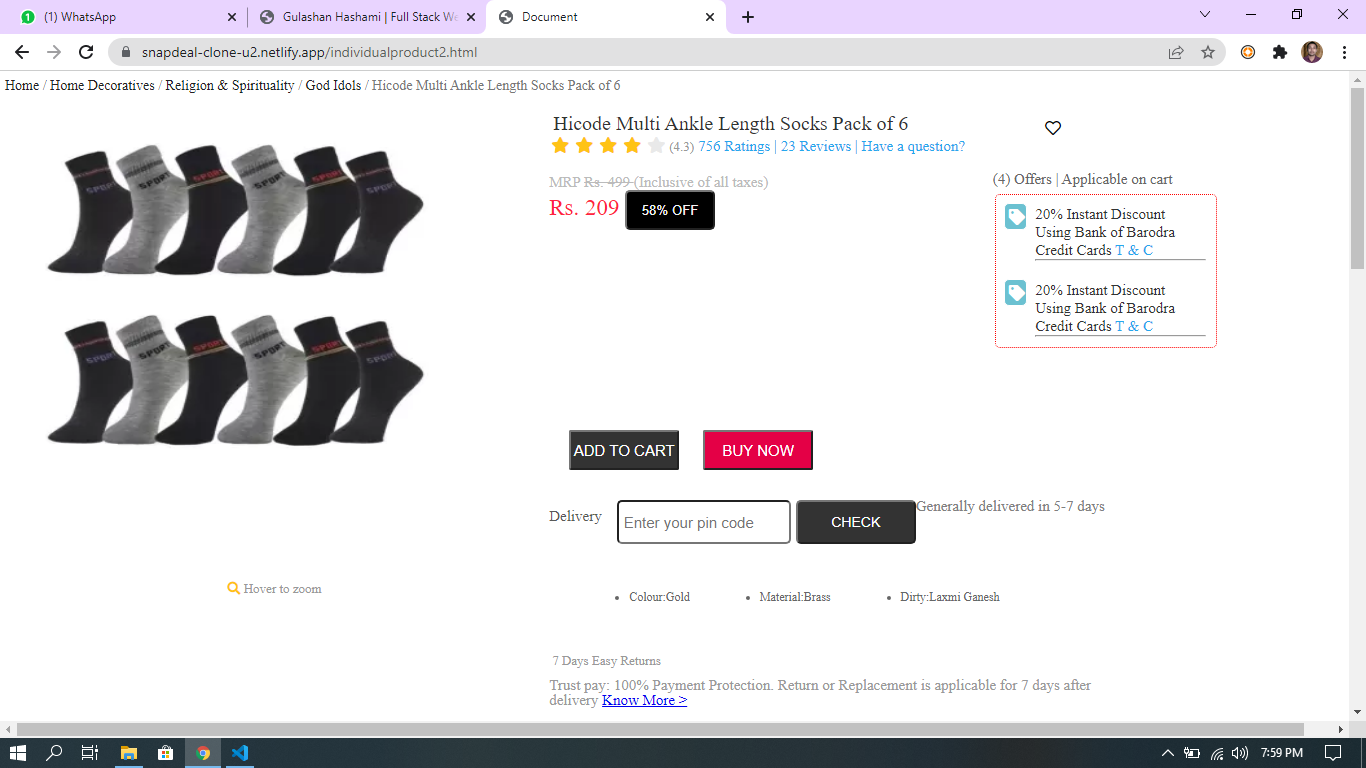 (1) WhatsApp
Gulashan Hashami | Full Stack We
Document
snapdeal-clone-u2.netlify.app/individualproduct2.html
Home / Home Decoratives / Religion & Spirituality / God Idols / Hicode Multi Ankle Length Socks Pack of 6
Hicode Multi Ankle Length Socks Pack of 6
(4.3) 756 Ratings | 23 Reviews | Have a question?
MRP Rs. 499 (Inclusive of all taxes)
Rs. 209 58% OFF
(4) Offers | Applicable on cart
20% Instant Discount
Using Bank of Barodra
Credit Cards T & C
20% Instant Discount
Using Bank of Barodra
Credit Cards T & C
SPORT
SPORT
SPORT
SPORT
SPORT
SPORT
SPORT
SPORT
ADD TO CART
BUY NOW
Delivery
Enter your pin code
CHECK
Generally delivered in 5-7 days
Hover to zoom
• Colour:Gold
• Material:Brass
• Dirty:Laxmi Ganesh
7 Days Easy Returns
Trust pay: 100% Payment Protection. Return or Replacement is applicable for 7 days after
delivery Know More >
7:59 PM